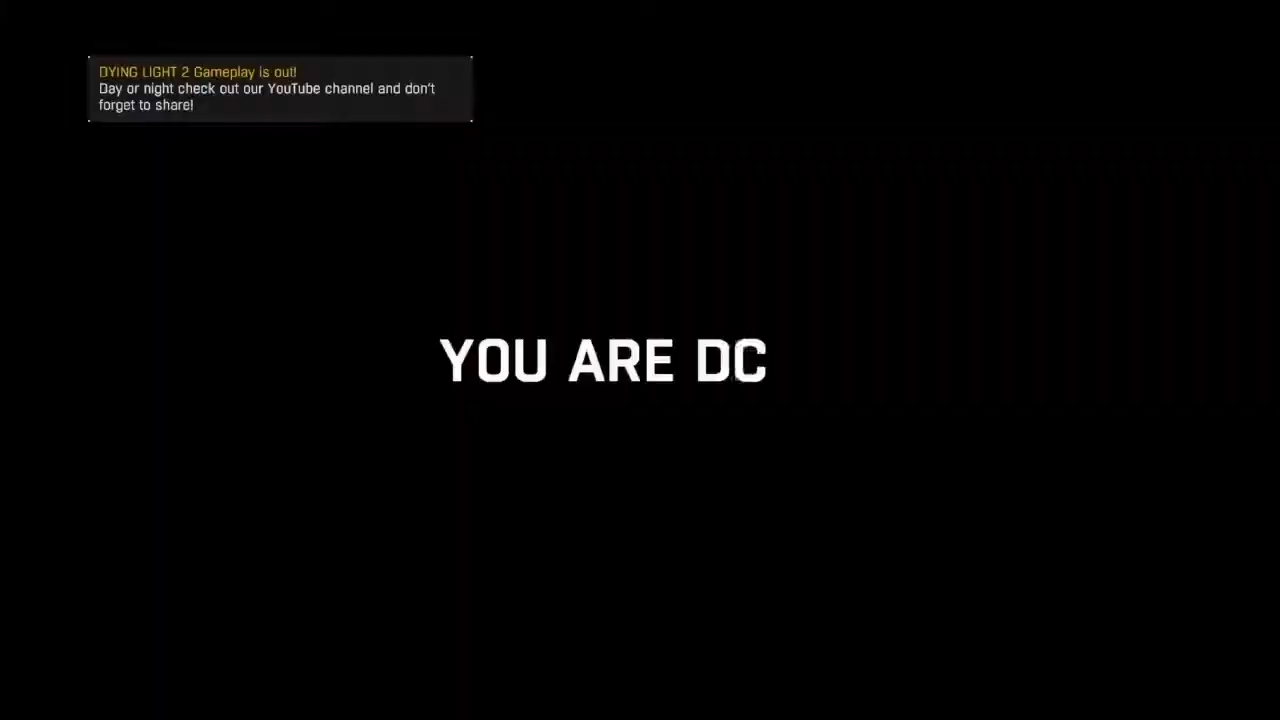 DYING LIGHT 2 Gameplay is out!
Day or night check out our YouTube channel and don't
forget to share!
YOU ARE DC